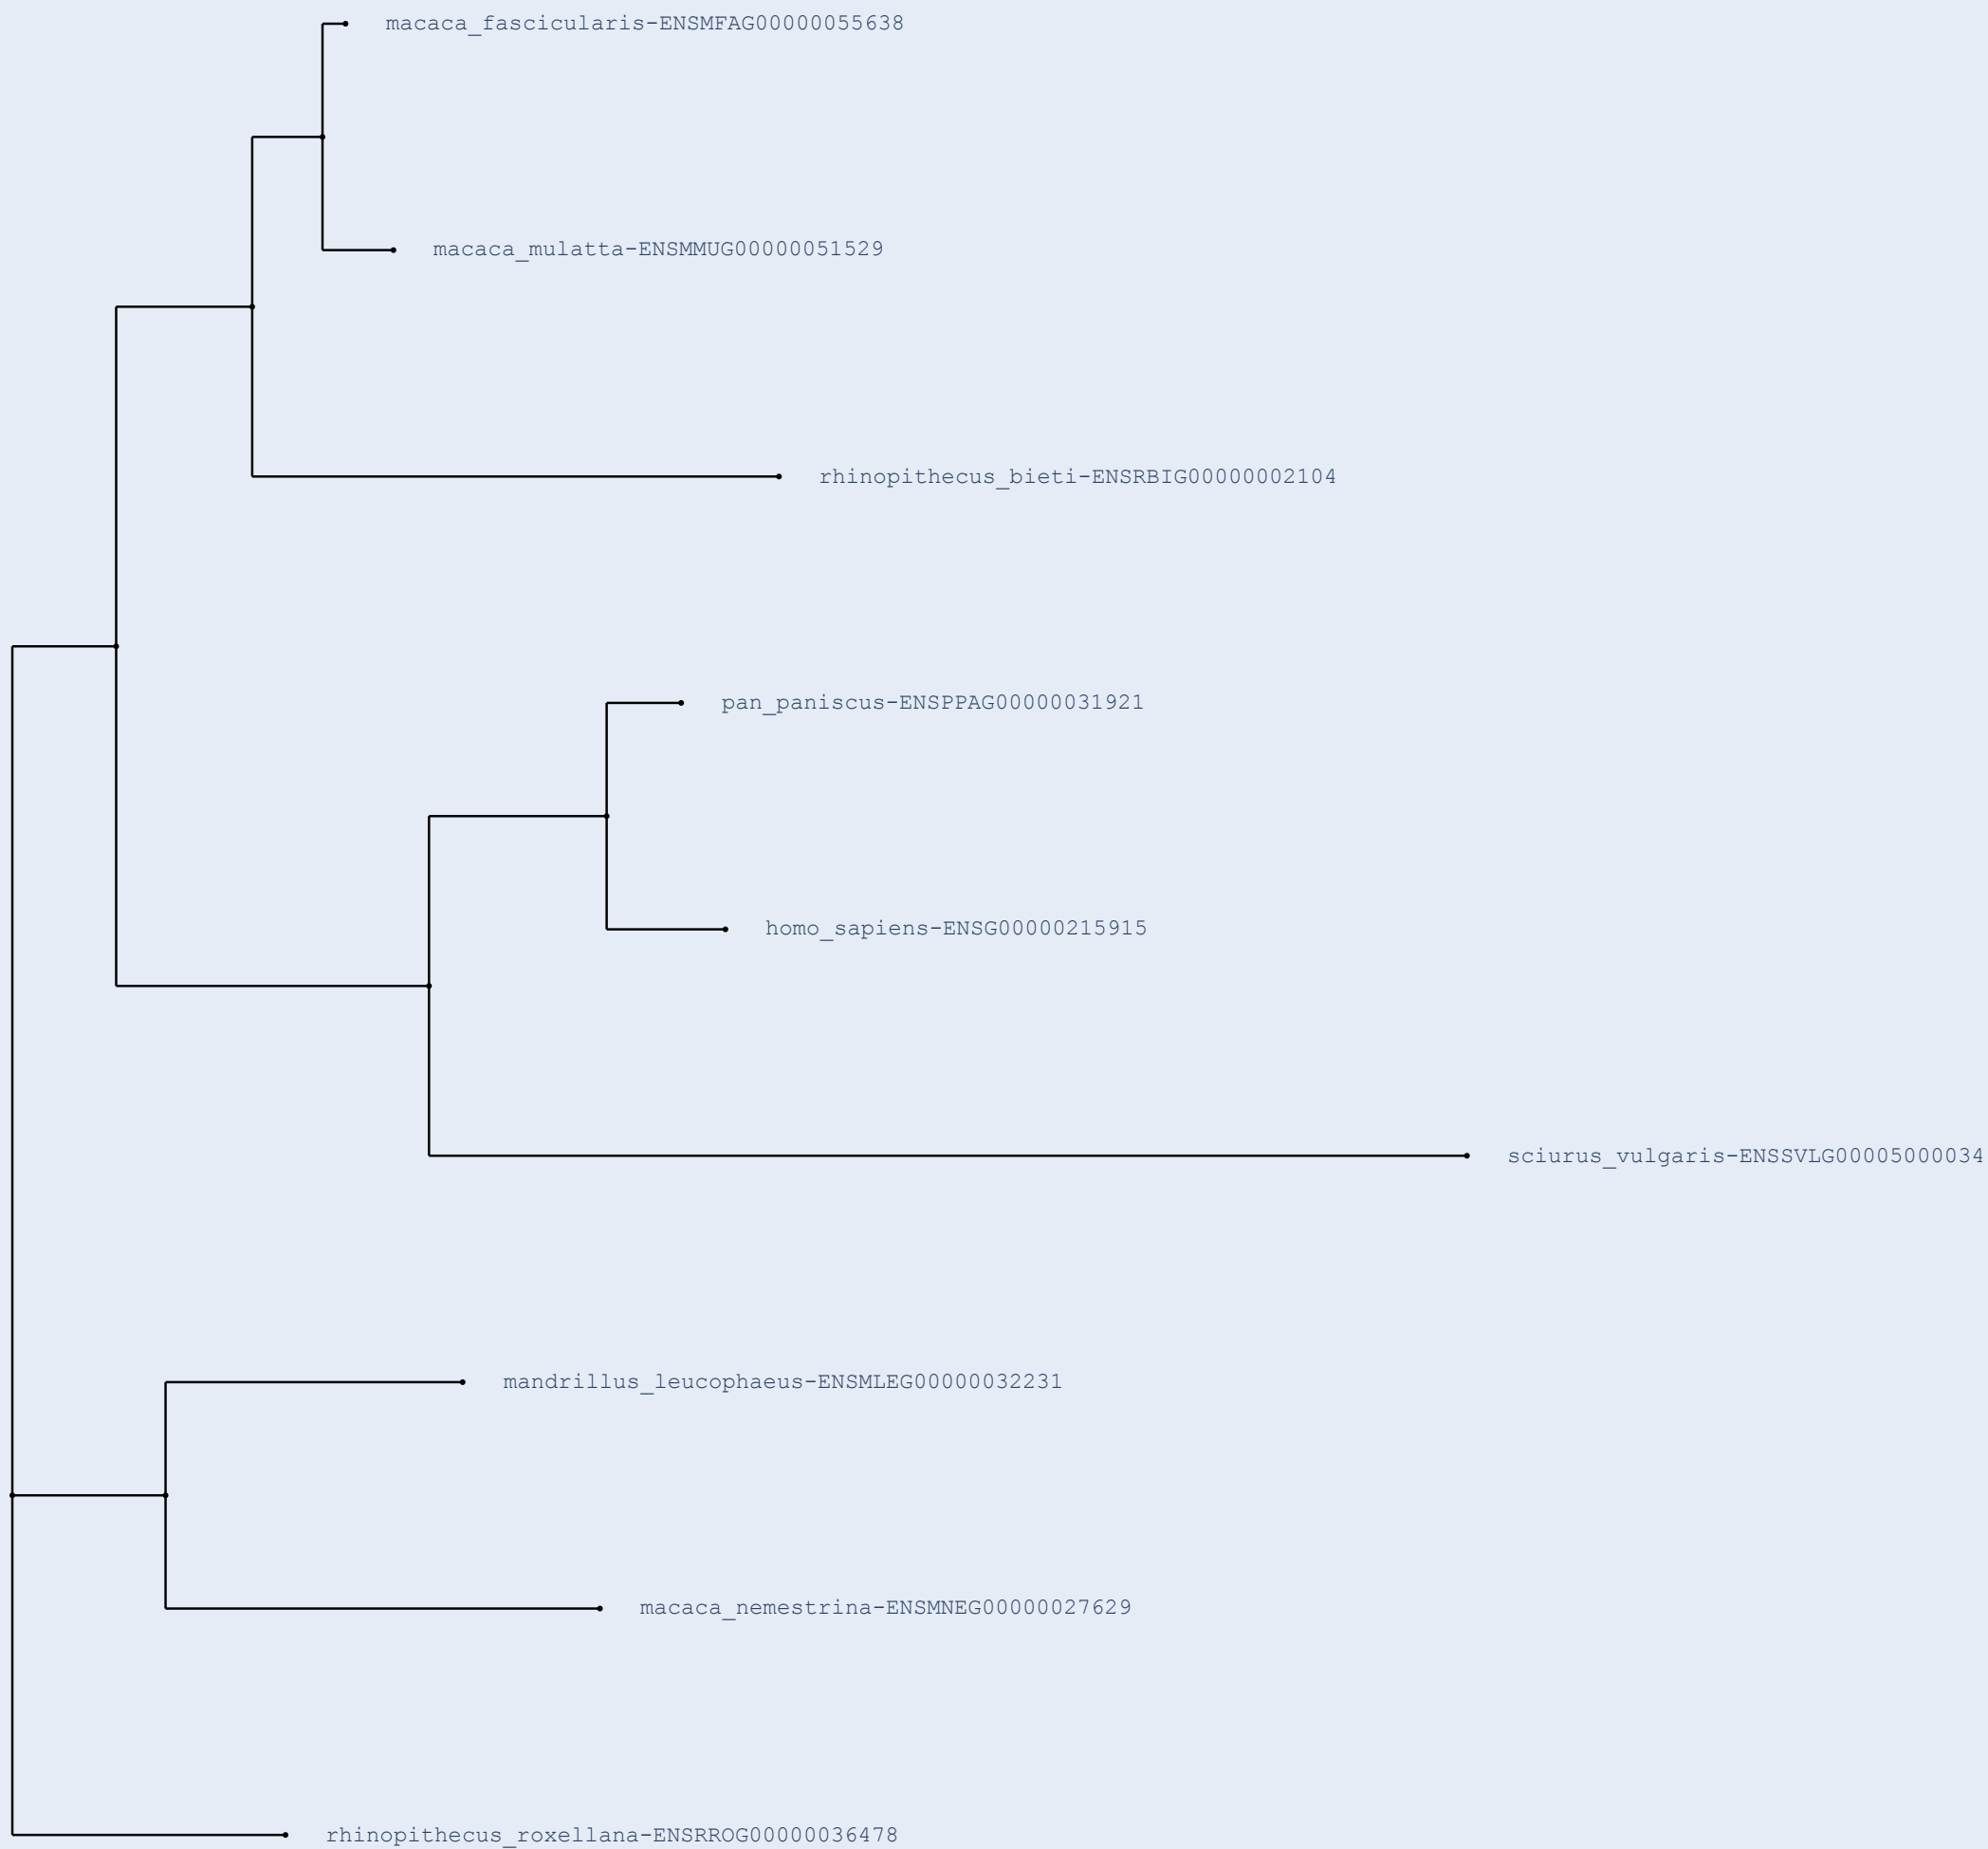 macaca_fascicularis-ENSMFAG00000055638
macaca_mulatta-ENSMMUG00000051529
rhinopithecus_bieti-ENSRBIG00000002104
pan_paniscus-ENSPPAG00000031921
homo_sapiens-ENSG00000215915
sciurus_vulgaris-ENSSVLG00005000034
mandrillus_leucophaeus-ENSMLEG00000032231
macaca_nemestrina-ENSMNEG00000027629
rhinopithecus_roxellana-ENSRROG00000036478